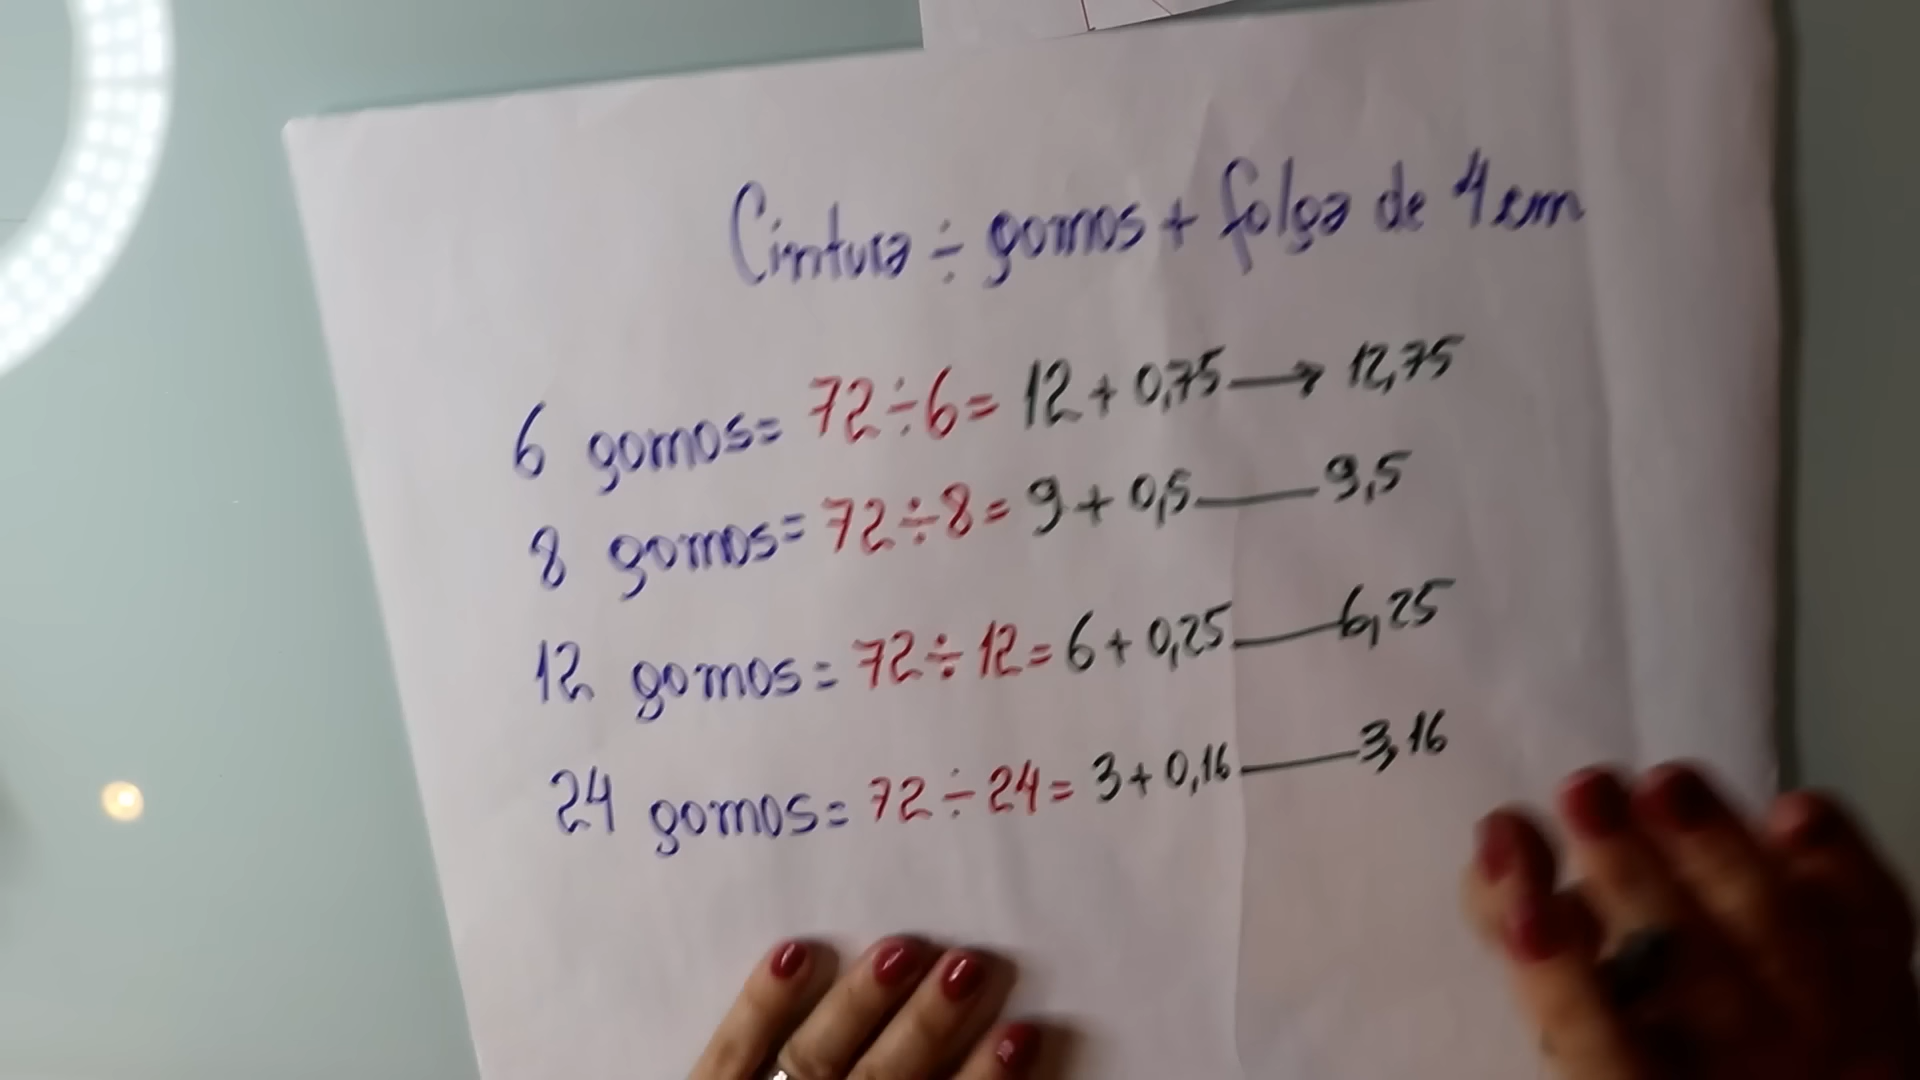 Cintura ÷ gomos + folga de 4cm
6 gomos= 72÷6= 12 + 0,75 → 12,75
8 gomos= 72÷8= 9 + 0,5 — 9,5
12 gomos= 72÷12= 6 + 0,25 — 6,25
24 gomos= 72÷24= 3 + 0,16 — 3,16